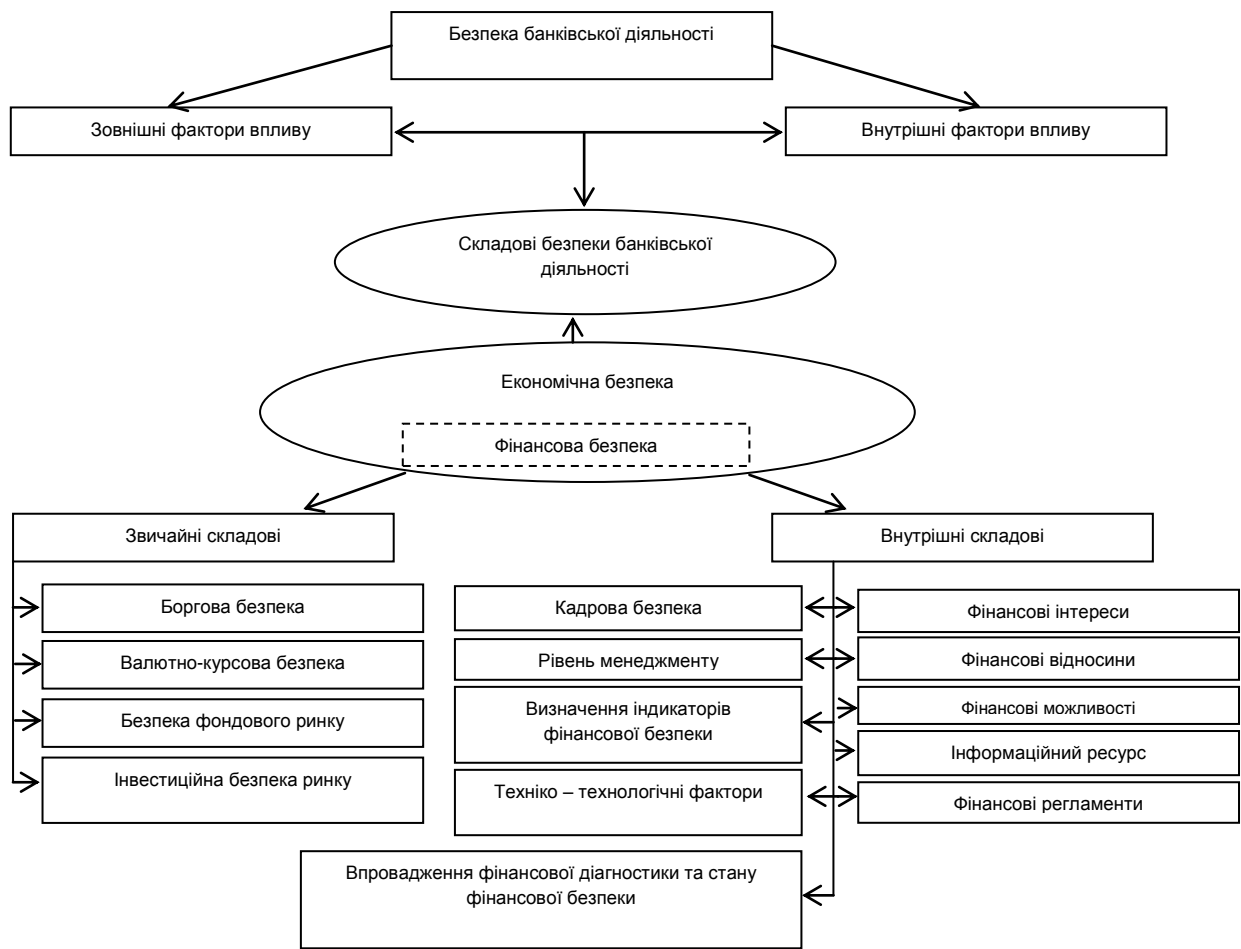 Безпека банківської діяльності
Зовнішні фактори впливу
Внутрішні фактори впливу
Складові безпеки банківської
діяльності
Економічна безпека
Фінансова безпека
Звичайні складові
Внутрішні складові
Боргова безпека
Валютно-курсова безпека
Безпека фондового ринку
Інвестиційна безпека ринку
Кадрова безпека
Рівень менеджменту
Визначення індикаторів
фінансової безпеки
Техніко – технологічні фактори
Фінансові інтереси
Фінансові відносини
Фінансові можливості
Інформаційний ресурс
Фінансові регламенти
Впровадження фінансової діагностики та стану
фінансової безпеки